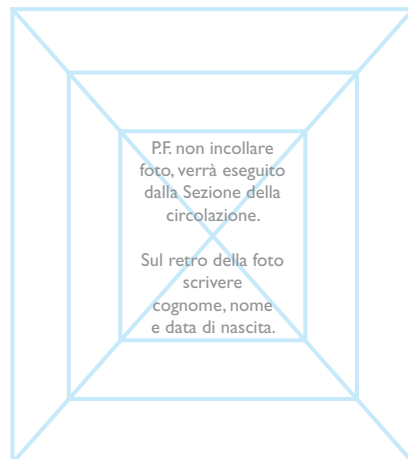 P.F. non incollare
foto, verrà eseguito
dalla Sezione della
circolazione.
Sul retro della foto
scrivere
cognome, nome
e data di nascita.